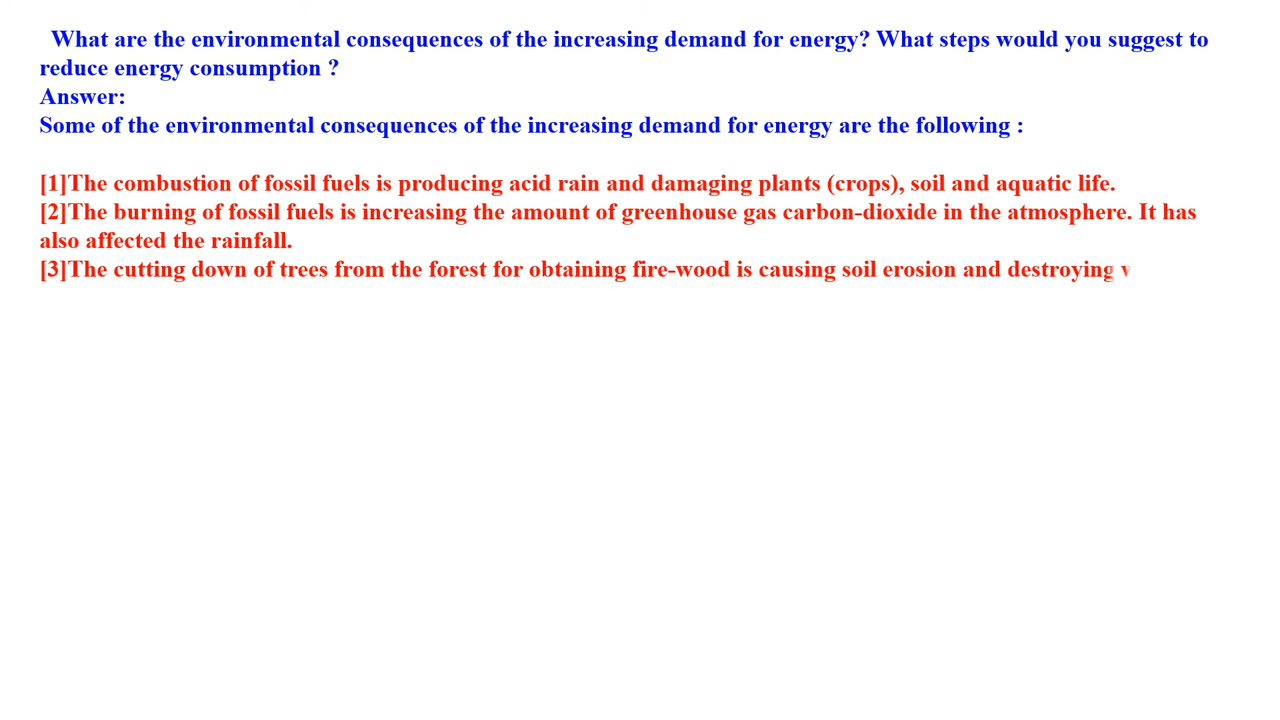 What are the environmental consequences of the increasing demand for energy? What steps would you suggest to
reduce energy consumption ?
Answer:
Some of the environmental consequences of the increasing demand for energy are the following :
[1]The combustion of fossil fuels is producing acid rain and damaging plants (crops), soil and aquatic life.
[2]The burning of fossil fuels is increasing the amount of greenhouse gas carbon-dioxide in the atmosphere. It has
also affected the rainfall.
[3]The cutting down of trees from the forest for obtaining fire-wood is causing soil erosion and destroying